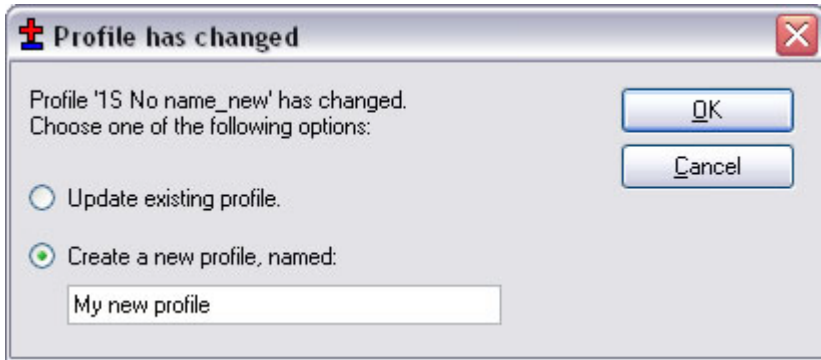 Profile has changed
Profile '1S No name_new' has changed.
Choose one of the following options:
OK
Cancel
Update existing profile.
Create a new profile, named:
My new profile